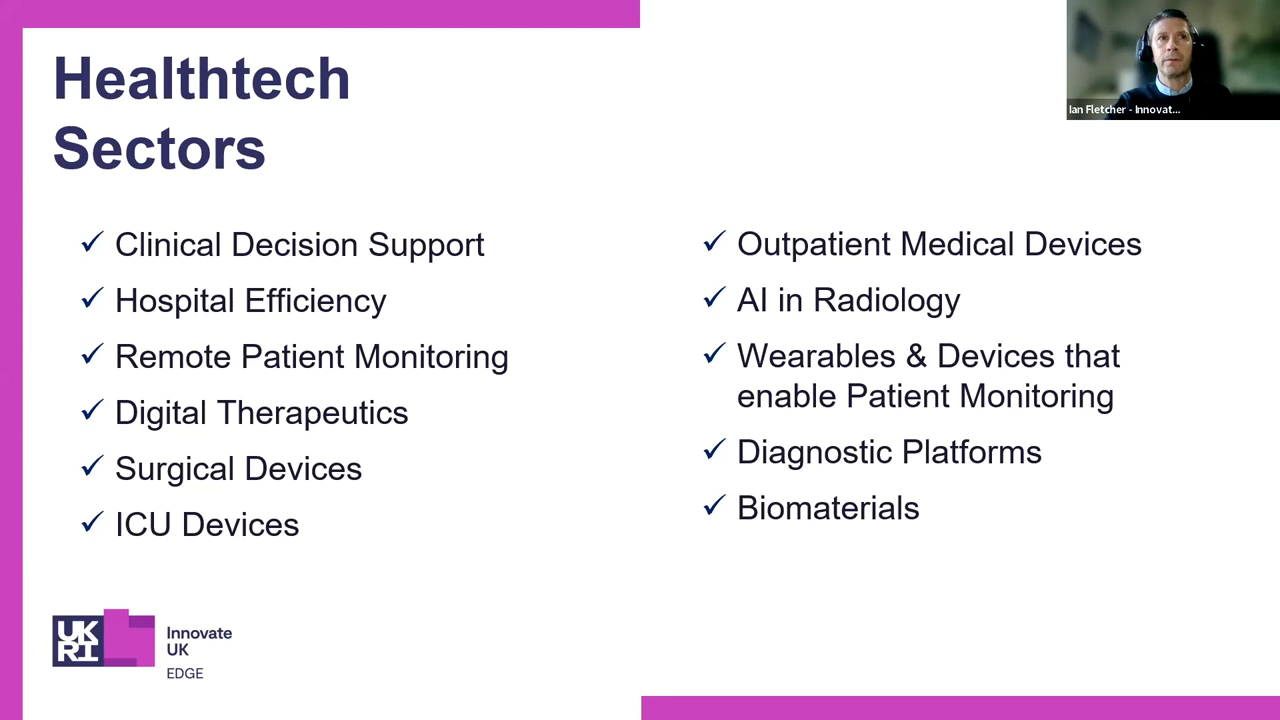 Healthtech
Sectors
Clinical Decision Support
Hospital Efficiency
Remote Patient Monitoring
Digital Therapeutics
Surgical Devices
ICU Devices
Outpatient Medical Devices
AI in Radiology
Wearables & Devices that
enable Patient Monitoring
Diagnostic Platforms
Biomaterials
Ian Fletcher - Innovat...
UK
RI
Innovate
UK
EDGE